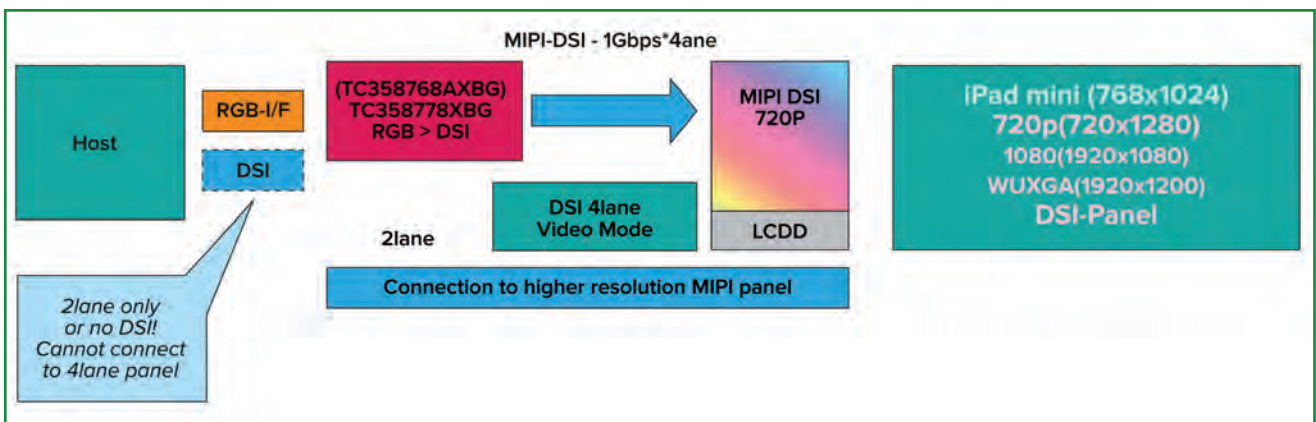 MIPI-DSI - 1Gbps*4ane
Host
RGB-I/F
DSI
(TC358768AXBG)
TC358778XBG
RGB > DSI
MIPI DSI
720P
LCDD
DSI 4lane
Video Mode
2lane
Connection to higher resolution MIPI panel
2lane only
or no DSI!
Cannot connect
to 4lane panel
iPad mini (768x1024)
720p(720x1280)
1080(1920x1080)
WUXGA(1920x1200)
DSI-Panel